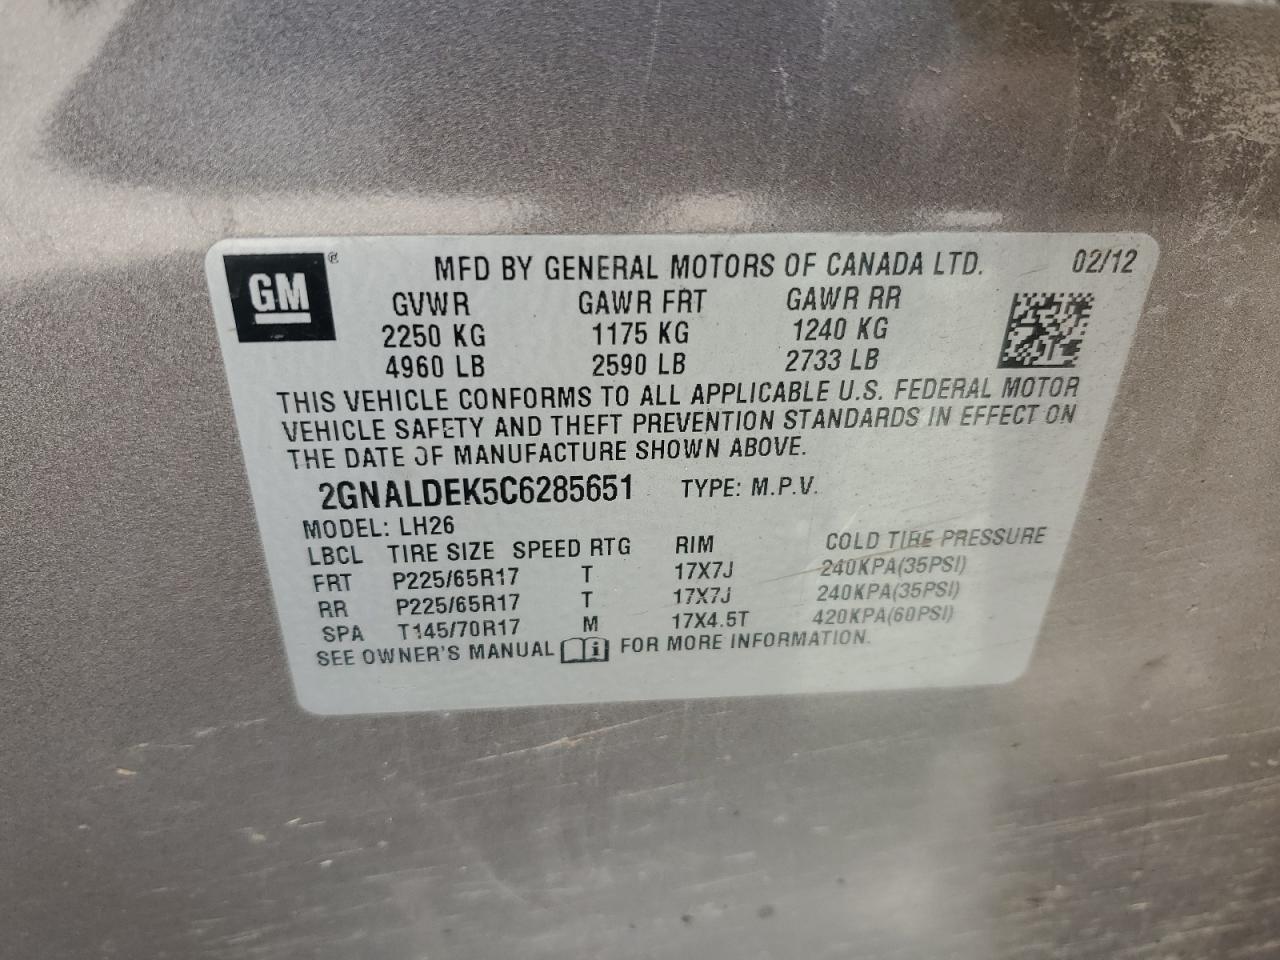 GM ®
MFD BY GENERAL MOTORS OF CANADA LTD. 02/12
GVWR GAWR FRT GAWR RR
2250 KG 1175 KG 1240 KG
4960 LB 2590 LB 2733 LB
THIS VEHICLE CONFORMS TO ALL APPLICABLE U.S. FEDERAL MOTOR
VEHICLE SAFETY AND THEFT PREVENTION STANDARDS IN EFFECT ON
THE DATE OF MANUFACTURE SHOWN ABOVE.
2GNALDEK5C6285651 TYPE: M.P.V.
MODEL: LH26
LBCL TIRE SIZE SPEED RTG RIM COLD TIRE PRESSURE
FRT P225/65R17 T 17X7J 240KPA(35PSI)
RR P225/65R17 T 17X7J 240KPA(35PSI)
SPA T145/70R17 M 17X4.5T 420KPA(60PSI)
SEE OWNER'S MANUAL i FOR MORE INFORMATION.